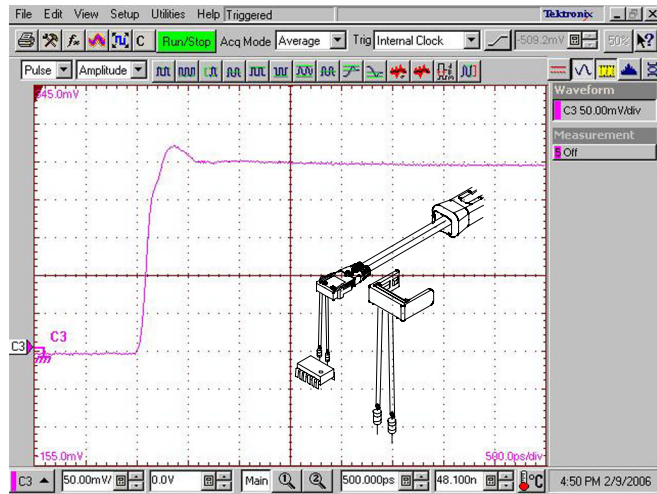 File Edit View Setup Utilities Help Triggered Tektronix
C Run/Stop Acq Mode Average Trig Internal Clock -509.2mV 50%
Pulse Amplitude
345.0mV
Waveform
C3 50.00mV/div
Measurement
5 Off
C3
C3
-155.0mV
500.0ps/div
C3 50.00mV/ 0.0V Main 500.000ps 48.100n °C 4:50 PM 2/9/2006